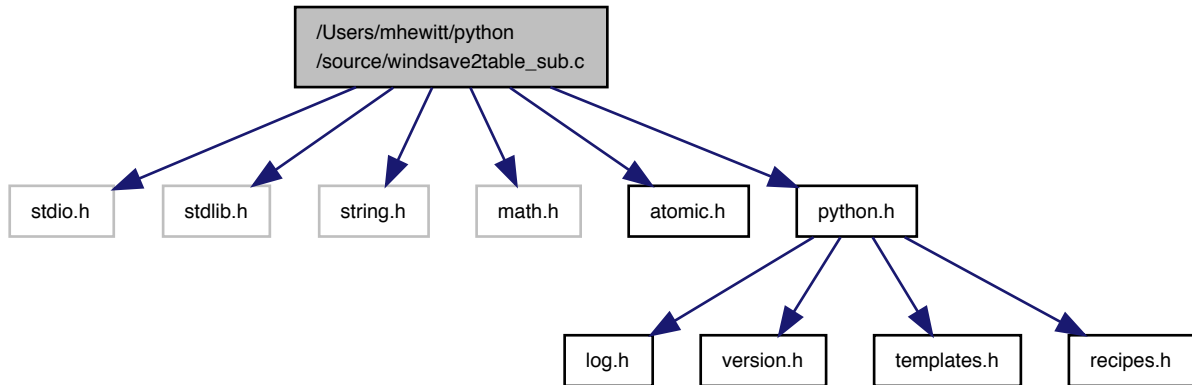 /Users/mhewitt/python
/source/windsave2table_sub.c
stdio.h
stdlib.h
string.h
math.h
atomic.h
python.h
log.h
version.h
templates.h
recipes.h